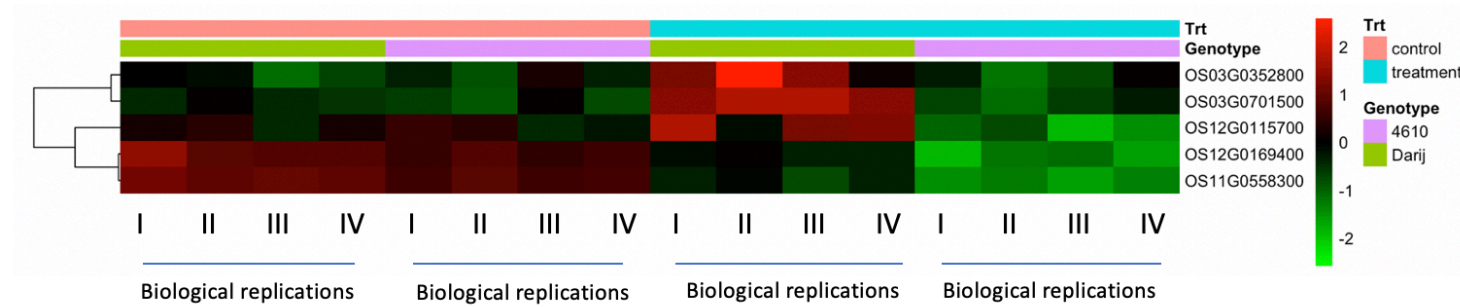 Trt
Genotype
OS03G0352800
OS03G0701500
OS12G0115700
OS12G0169400
OS11G0558300
2
1
0
-1
-2
Trt
control
treatment
Genotype
4610
Darij
I II III IV I II III IV I II III IV I II III IV
Biological replications Biological replications Biological replications Biological replications